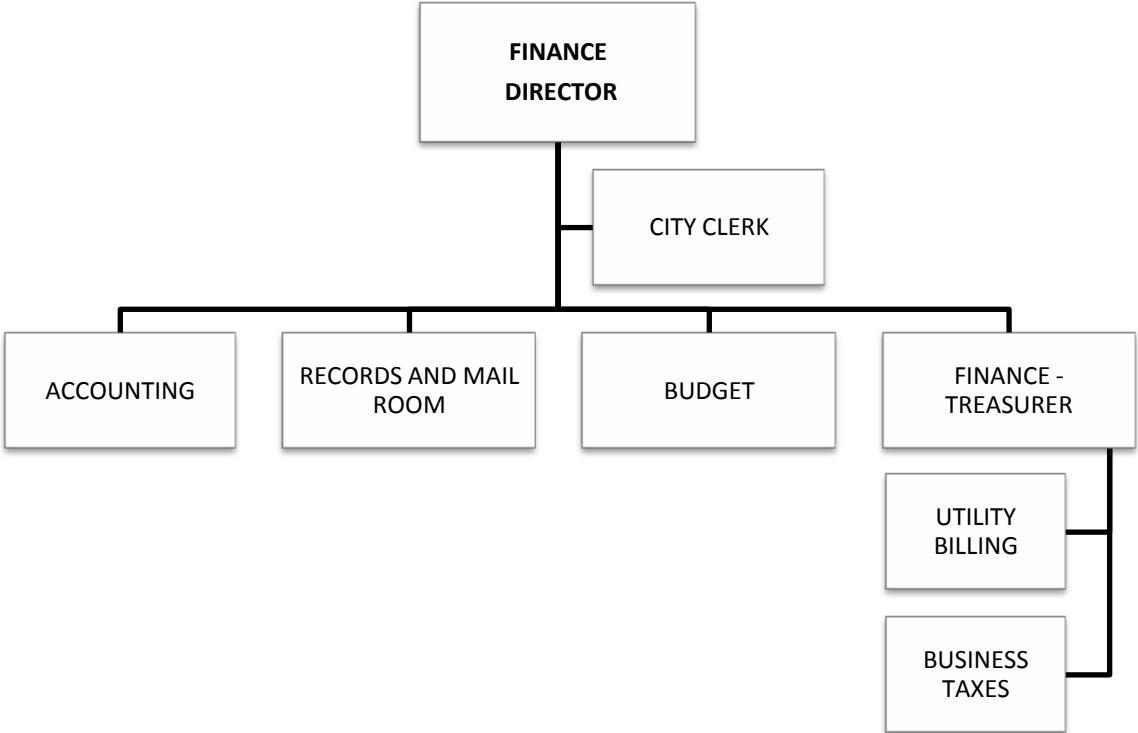 FINANCE
DIRECTOR
CITY CLERK
ACCOUNTING
RECORDS AND MAIL
ROOM
BUDGET
FINANCE -
TREASURER
UTILITY
BILLING
BUSINESS
TAXES